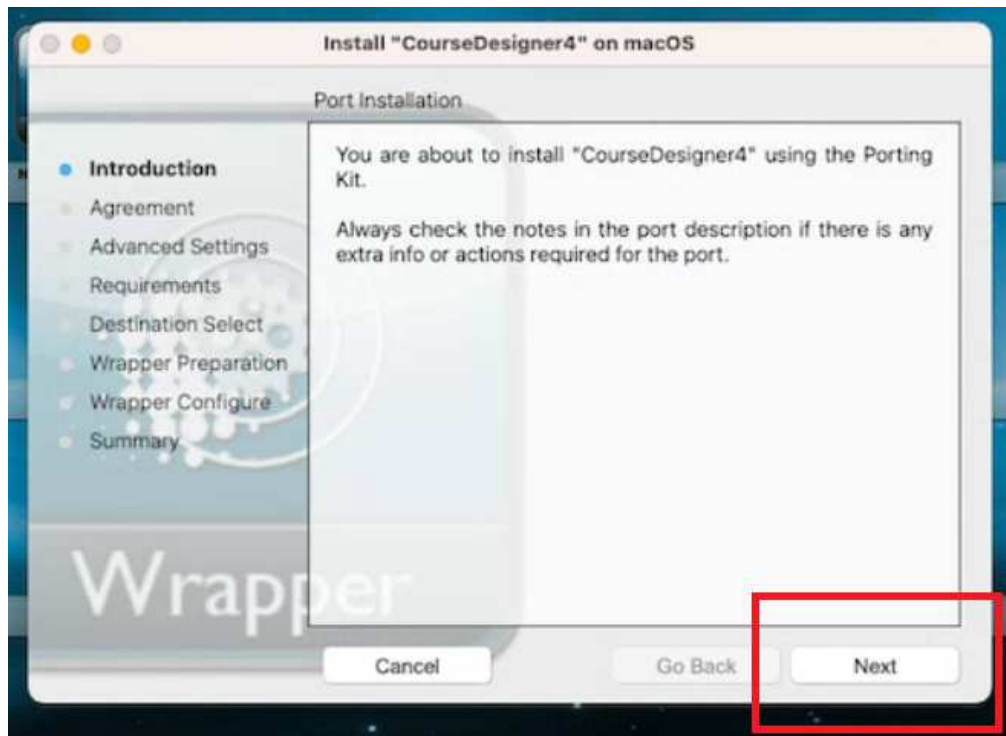 Install "CourseDesigner4" on macOS
Port Installation
Introduction
Agreement
Advanced Settings
Requirements
Destination Select
Wrapper Preparation
Wrapper Configure
Summary
You are about to install "CourseDesigner4" using the Porting
Kit.
Always check the notes in the port description if there is any
extra info or actions required for the port.
Wrapper
Cancel
Go Back
Next